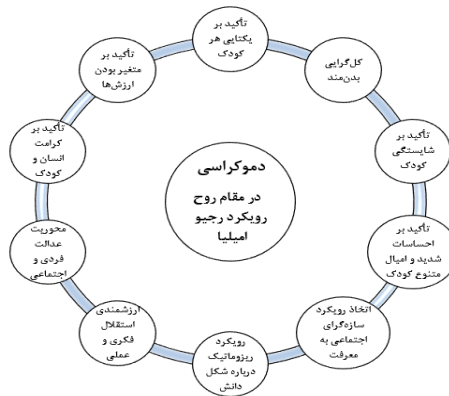 دموکراسی
در مقام روح
رویکرد رجیو
امیلیا
تأکید بر
یکتایی هر
کودک
کل‌گرایی
بدن‌مند
تأکید بر
شایستگی
کودک
تأکید بر
احساسات
شدید و امیال
متنوع کودک
اتخاذ رویکرد
سازه‌گرای
اجتماعی به
معرفت
رویکرد
ریزوماتیک
درباره شکل
دانش
ارزشمندی
استقلال
فکری و
عملی
محوریت
عدالت
فردی و
اجتماعی
تأکید بر
کرامت
انسان و
کودک
تأکید بر
متغیر بودن
ارزش‌ها